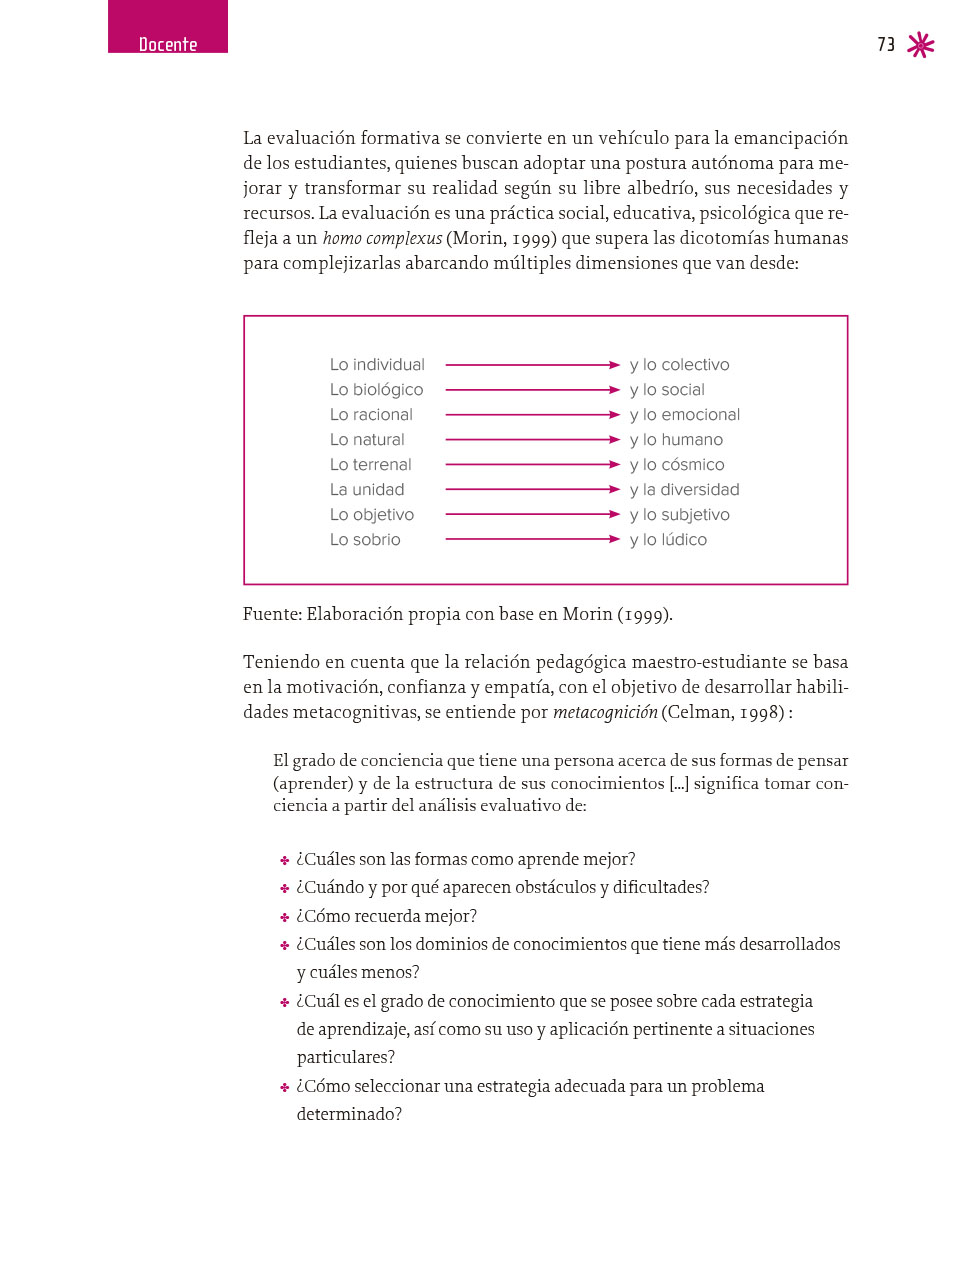 Docente
73
La evaluación formativa se convierte en un vehículo para la emancipación
de los estudiantes, quienes buscan adoptar una postura autónoma para me-
jorar y transformar su realidad según su libre albedrío, sus necesidades y
recursos. La evaluación es una práctica social, educativa, psicológica que re-
fleja a un homo complexus (Morin, 1999) que supera las dicotomías humanas
para complejizarlas abarcando múltiples dimensiones que van desde:
Lo individual y lo colectivo
Lo biológico y lo social
Lo racional y lo emocional
Lo natural y lo humano
Lo terrenal y lo cósmico
La unidad y la diversidad
Lo objetivo y lo subjetivo
Lo sobrio y lo lúdico
Fuente: Elaboración propia con base en Morin (1999).
Teniendo en cuenta que la relación pedagógica maestro-estudiante se basa
en la motivación, confianza y empatía, con el objetivo de desarrollar habili-
dades metacognitivas, se entiende por metacognición (Celman, 1998) :
El grado de conciencia que tiene una persona acerca de sus formas de pensar
(aprender) y de la estructura de sus conocimientos [...] significa tomar con-
ciencia a partir del análisis evaluativo de:
✤ ¿Cuáles son las formas como aprende mejor?
✤ ¿Cuándo y por qué aparecen obstáculos y dificultades?
✤ ¿Cómo recuerda mejor?
✤ ¿Cuáles son los dominios de conocimientos que tiene más desarrollados
y cuáles menos?
✤ ¿Cuál es el grado de conocimiento que se posee sobre cada estrategia
de aprendizaje, así como su uso y aplicación pertinente a situaciones
particulares?
✤ ¿Cómo seleccionar una estrategia adecuada para un problema
determinado?